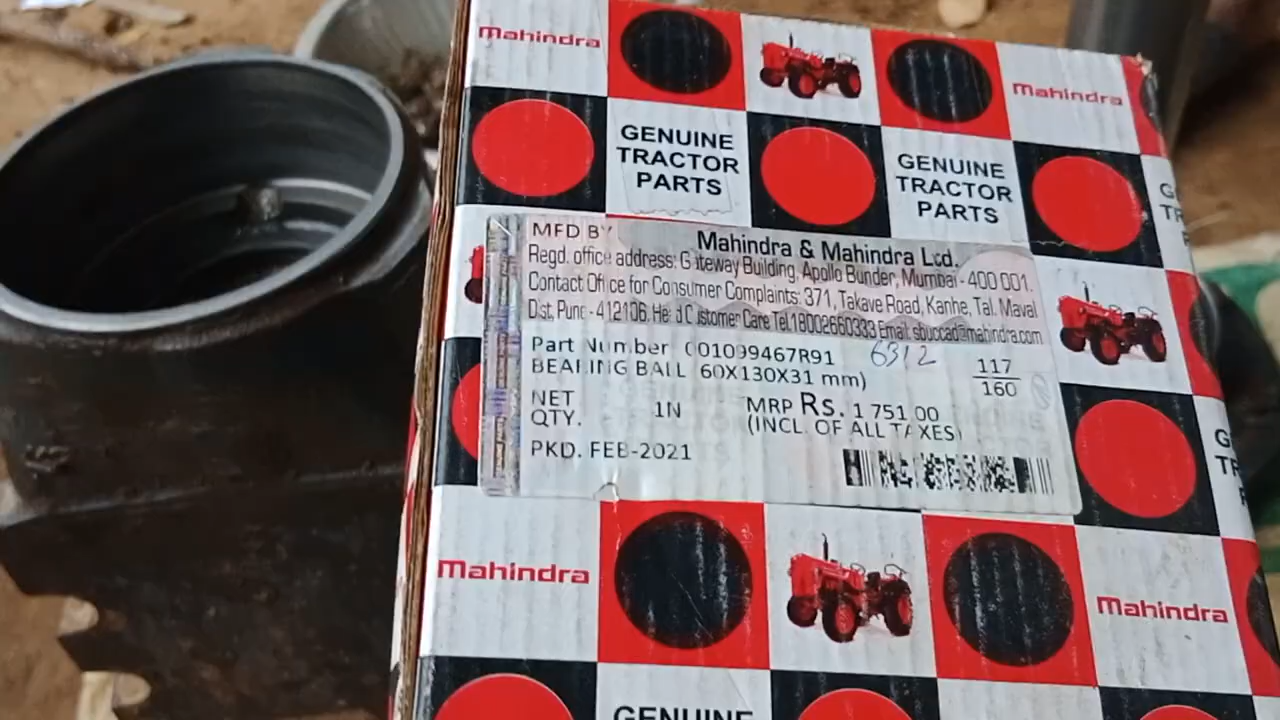 Mahindra
Mahindra
GENUINE
TRACTOR
PARTS
GENUINE
TRACTOR
PARTS
MFD BY
Mahindra & Mahindra Ltd.
Regd. office address: Gateway Building, Apollo Bunder, Mumbai - 400 001.
Contact Office for Consumer Complaints: 371, Takave Road, Kanhe, Tal. Maval
Dist, Pune - 412106. Head Customer Care Tel.18002660333 Email: sbuccad@mahindra.com
Part Number 001099467R91 6312
BEARING BALL 60X130X31 mm)
117
160
NET
QTY.
1N
MRP Rs. 1 751.00
(INCL. OF ALL TAXES)
PKD. FEB-2021
Mahindra
Mahindra
GENUINE